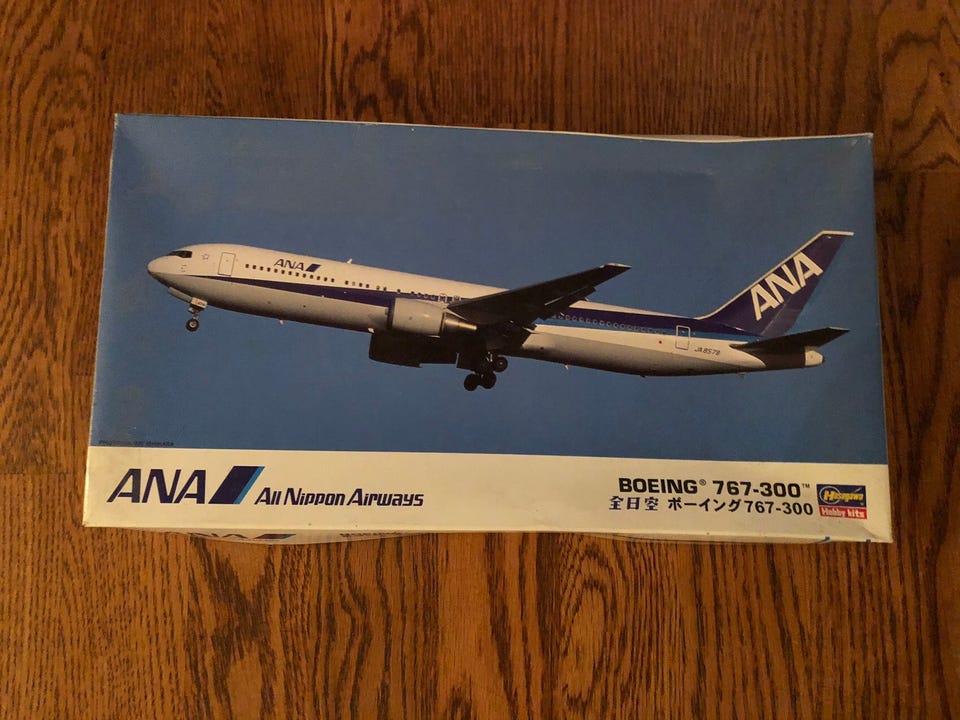 ANA
ANA
JA8578
ANA
All Nippon Airways
BOEING® 767-300™
全日空 ボーイング767-300
Hasegawa
Hobby kits
ANA